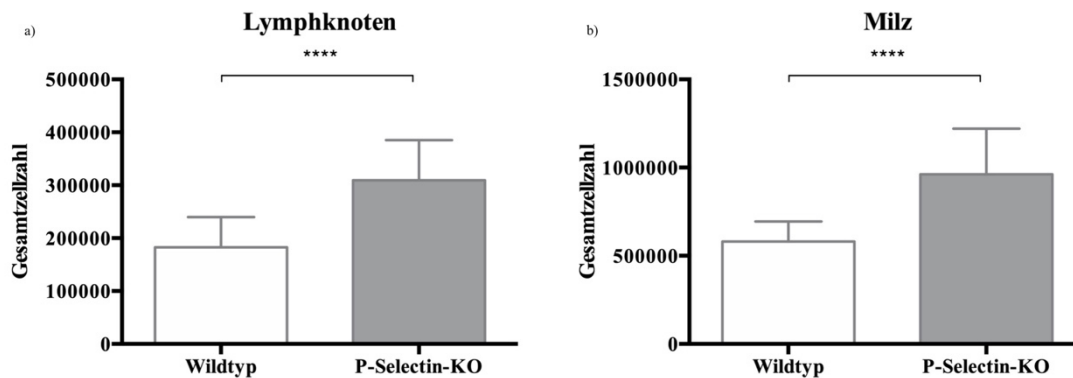 a)
Lymphknoten
****
Gesamtzellzahl
500000
400000
300000
200000
100000
0
Wildtyp
P-Selectin-KO
b)
Milz
****
Gesamtzellzahl
1500000
1000000
500000
0
Wildtyp
P-Selectin-KO